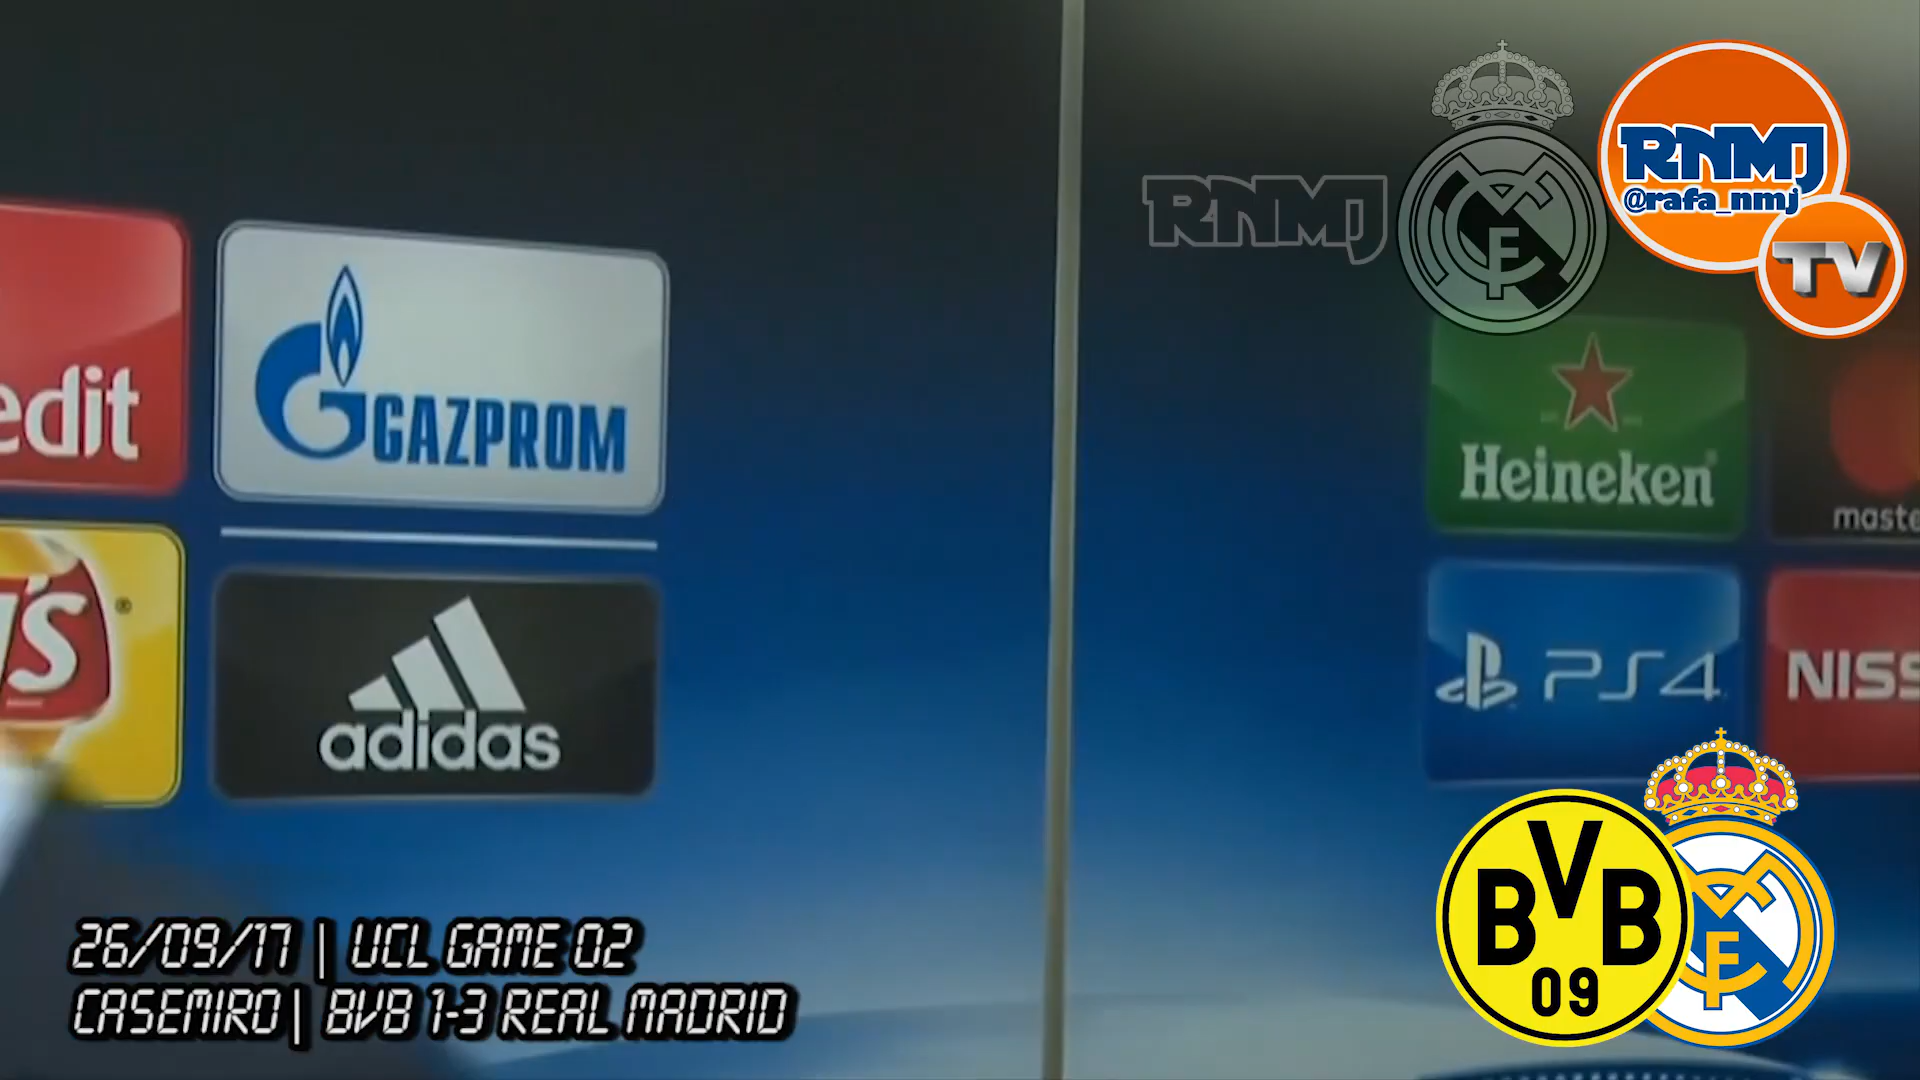 RNMJ
@rafa_nmj
TV
RNMJ
edit
GAZPROM
Heineken
maste
's
adidas
PS4
NISS
BVB
09
26/09/17 | UCL GAME 02
CASEMIRO| BVB 1-3 REAL MADRID